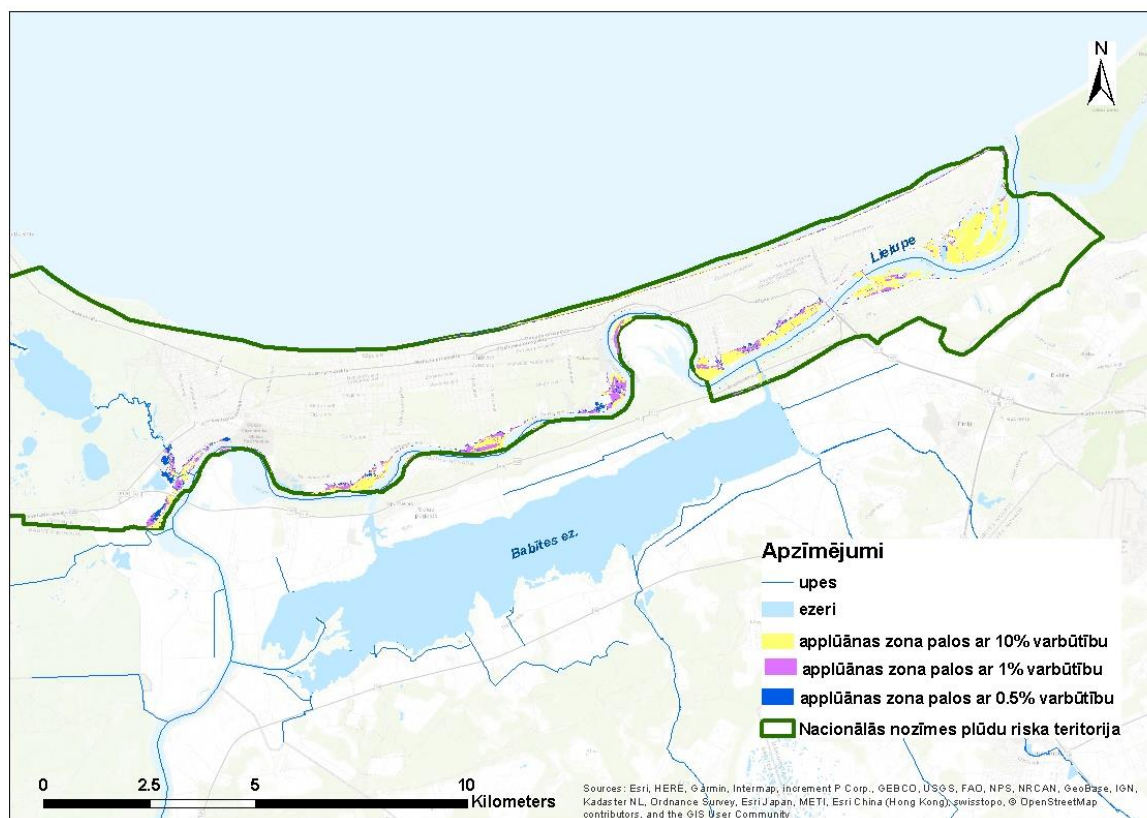 N
Lielupe
Babītes ez.
Apzīmējumi
upes
ezeri
applūšanas zona palos ar 10% varbūtību
applūšanas zona palos ar 1% varbūtību
applūšanas zona palos ar 0.5% varbūtību
Nacionālās nozīmes plūdu riska teritorija
0 2.5 5 10
Kilometers
Sources: Esri, HERE, Garmin, Intermap, increment P Corp., GEBCO, USGS, FAO, NPS, NRCAN, GeoBase, IGN,
Kadaster NL, Ordnance Survey, Esri Japan, METI, Esri China (Hong Kong), swisstopo, © OpenStreetMap
contributors, and the GIS User Community